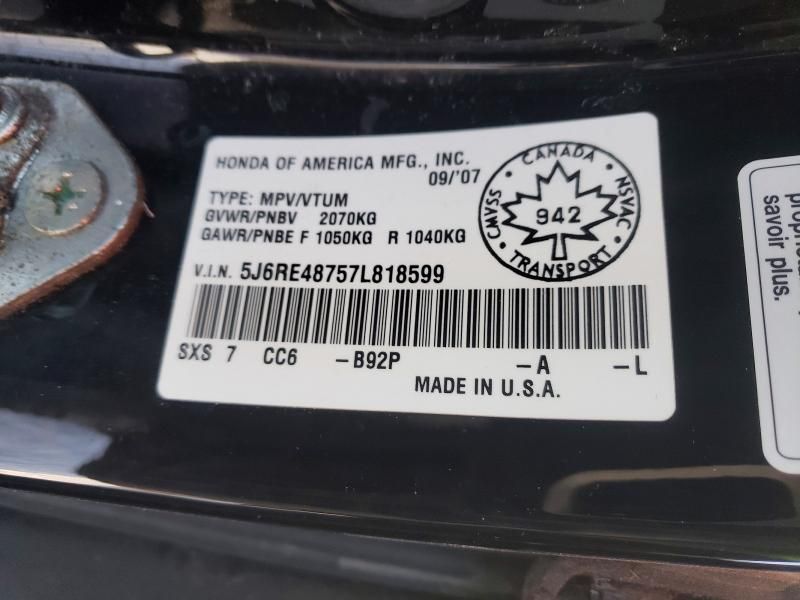 HONDA OF AMERICA MFG., INC.
09/'07
TYPE: MPV/VTUM
GVWR/PNBV 2070KG
GAWR/PNBE F 1050KG R 1040KG
V.I.N. 5J6RE48757L818599
SXS 7 CC6 -B92P -A -L
MADE IN U.S.A.
CANADA
CMVSS 942 NSVAC
TRANSPORT
savoir plus.